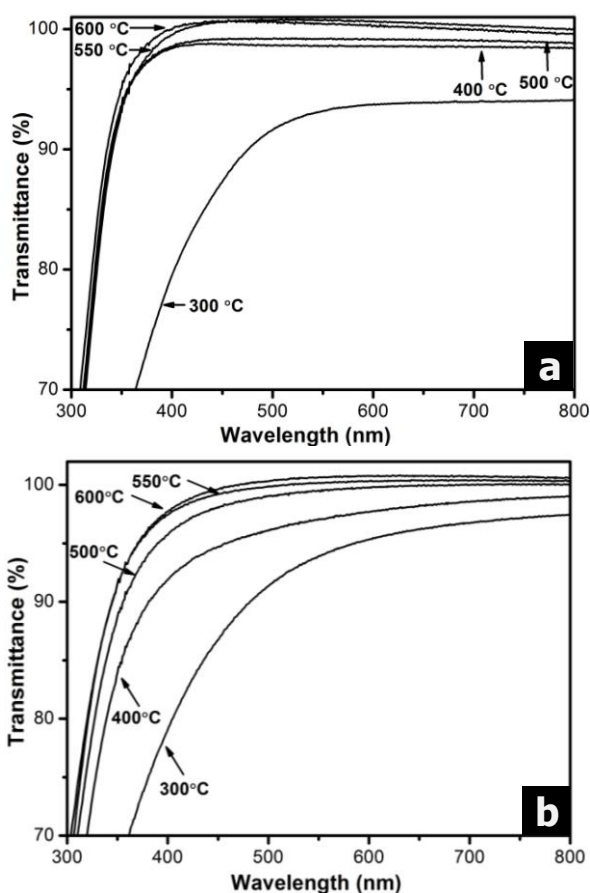 100
90
80
70
Transmittance (%)
600 °C
550 °C
500 °C
400 °C
300 °C
a
300 400 500 600 700 800
Wavelength (nm)
100
90
80
70
Transmittance (%)
550°C
600°C
500°C
400°C
300°C
b
300 400 500 600 700 800
Wavelength (nm)